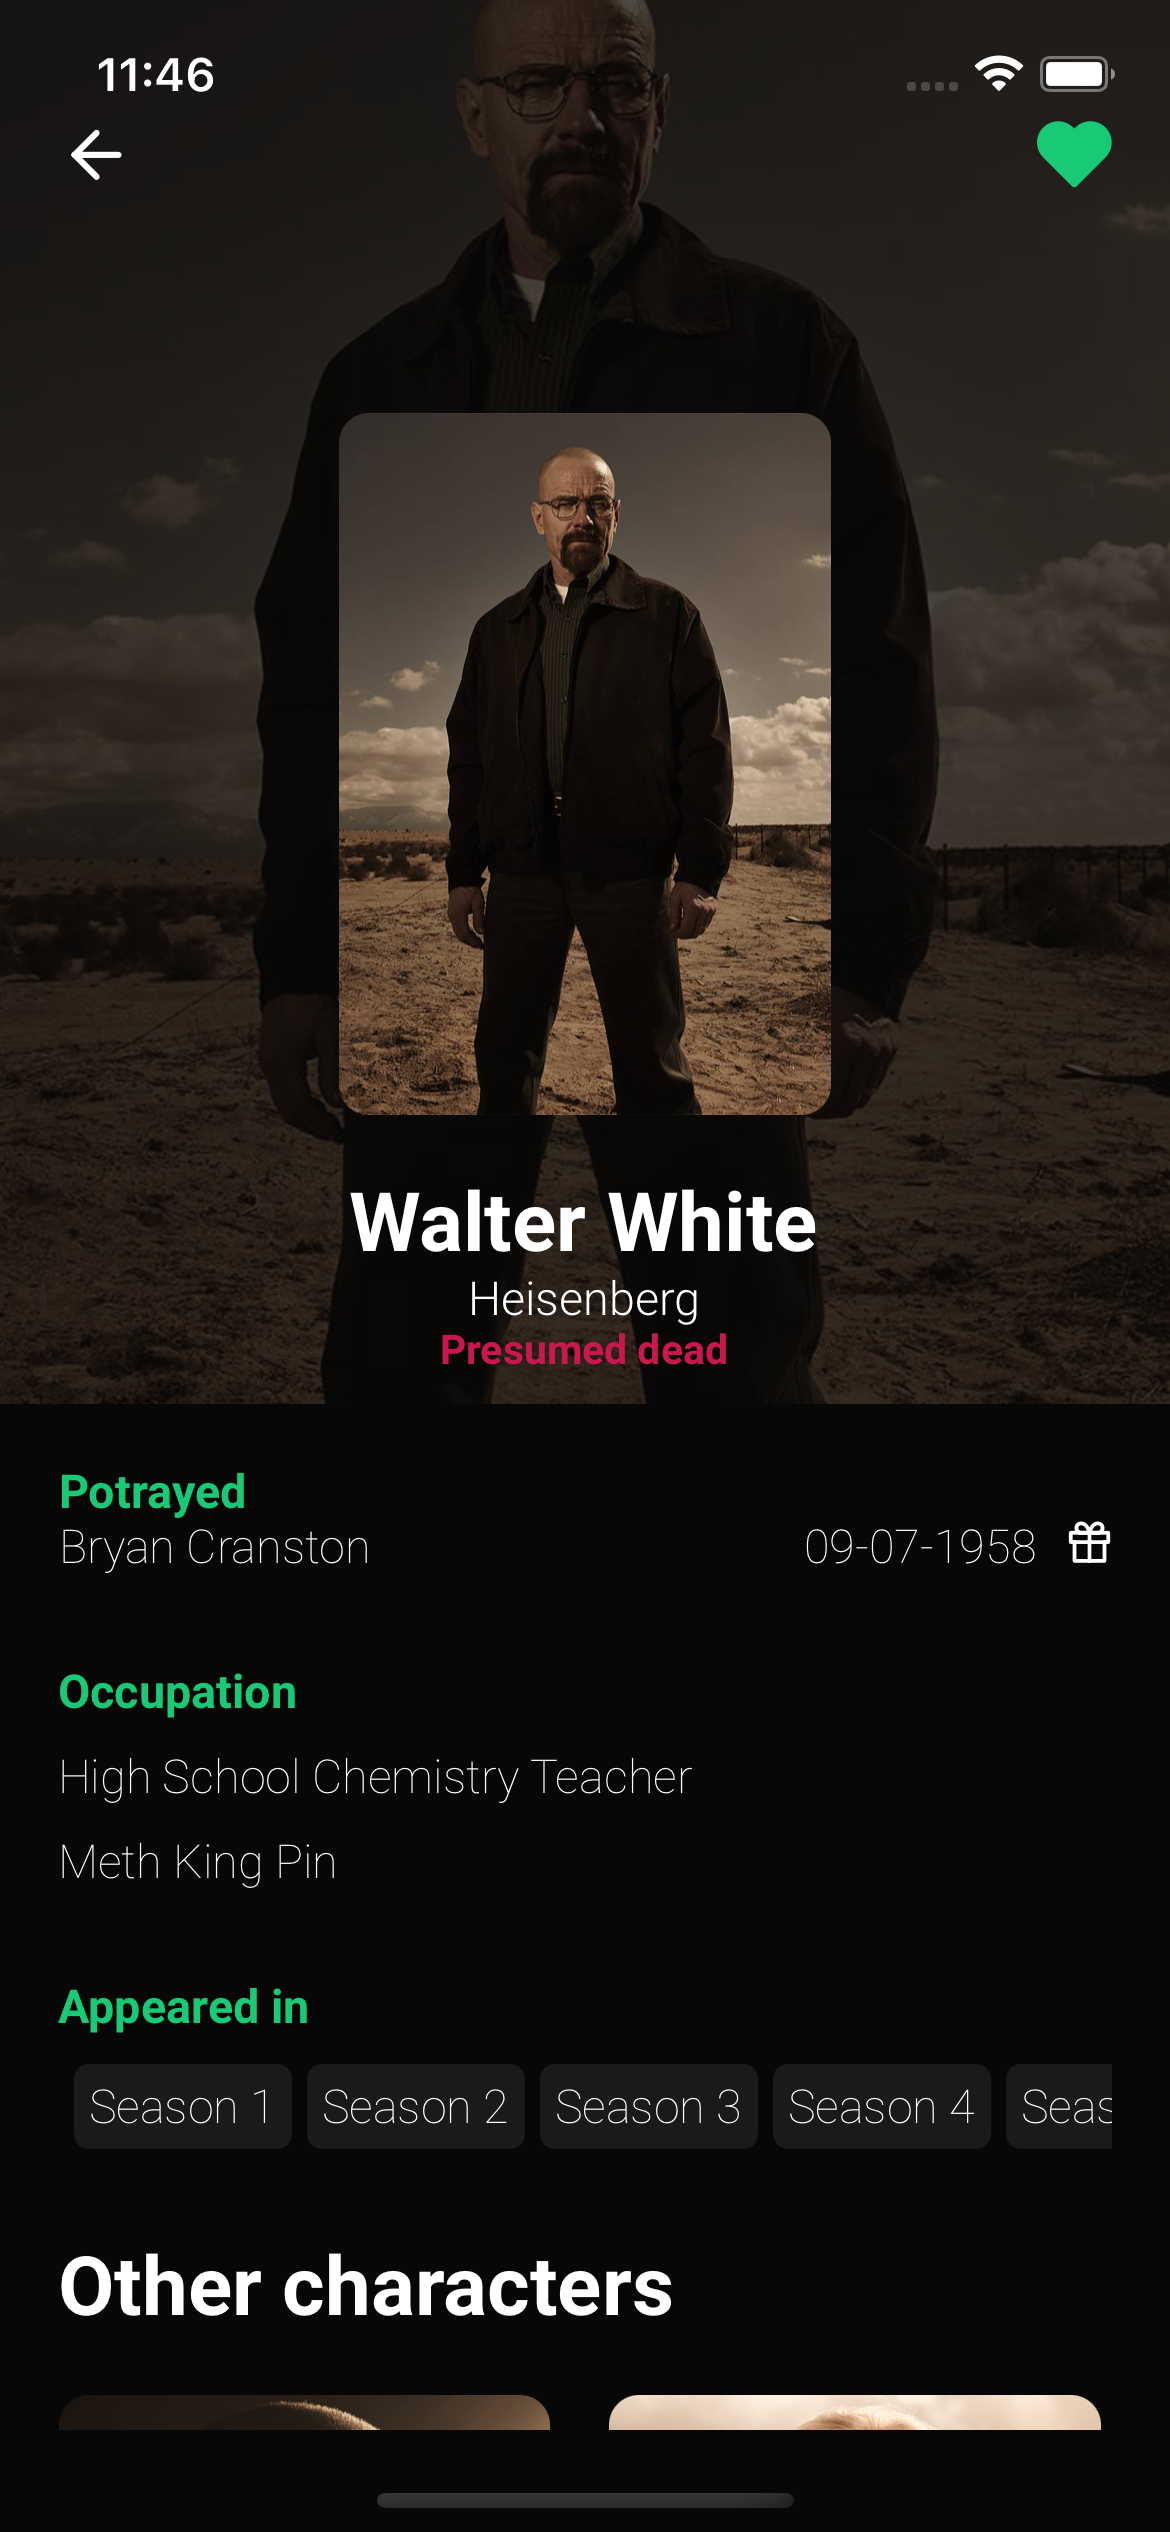 11:46
Walter White
Heisenberg
Presumed dead
Potrayed
Bryan Cranston 09-07-1958
Occupation
High School Chemistry Teacher
Meth King Pin
Appeared in
Season 1 Season 2 Season 3 Season 4 Seas
Other characters